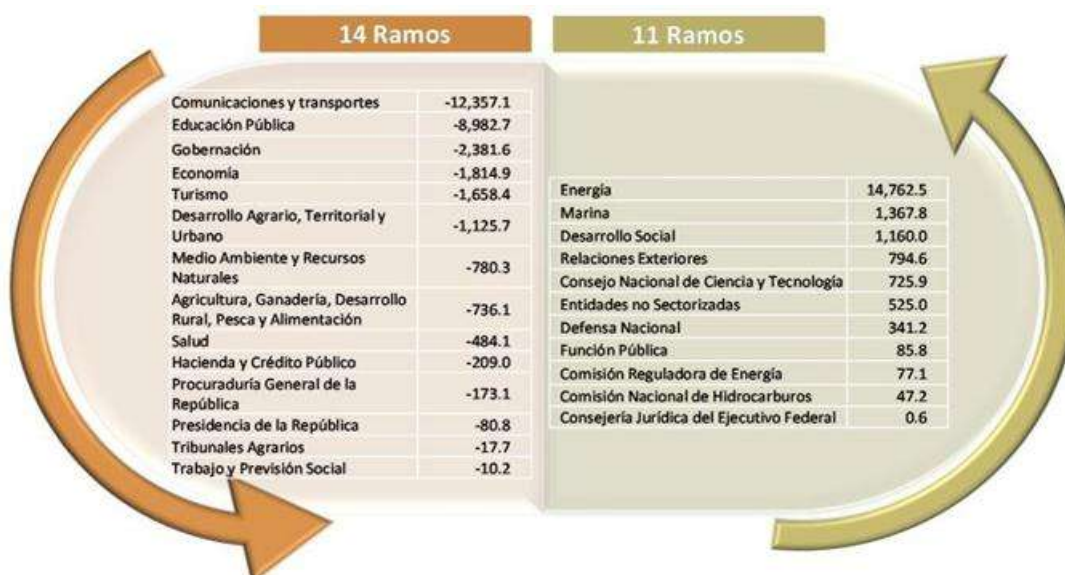 14 Ramos
Comunicaciones y transportes -12,357.1
Educación Pública -8,982.7
Gobernación -2,381.6
Economía -1,814.9
Turismo -1,658.4
Desarrollo Agrario, Territorial y
Urbano -1,125.7
Medio Ambiente y Recursos
Naturales -780.3
Agricultura, Ganadería, Desarrollo
Rural, Pesca y Alimentación -736.1
Salud -484.1
Hacienda y Crédito Público -209.0
Procuraduría General de la
República -173.1
Presidencia de la República -80.8
Tribunales Agrarios -17.7
Trabajo y Previsión Social -10.2
11 Ramos
Energía 14,762.5
Marina 1,367.8
Desarrollo Social 1,160.0
Relaciones Exteriores 794.6
Consejo Nacional de Ciencia y Tecnología 725.9
Entidades no Sectorizadas 525.0
Defensa Nacional 341.2
Función Pública 85.8
Comisión Reguladora de Energía 77.1
Comisión Nacional de Hidrocarburos 47.2
Consejería Jurídica del Ejecutivo Federal 0.6